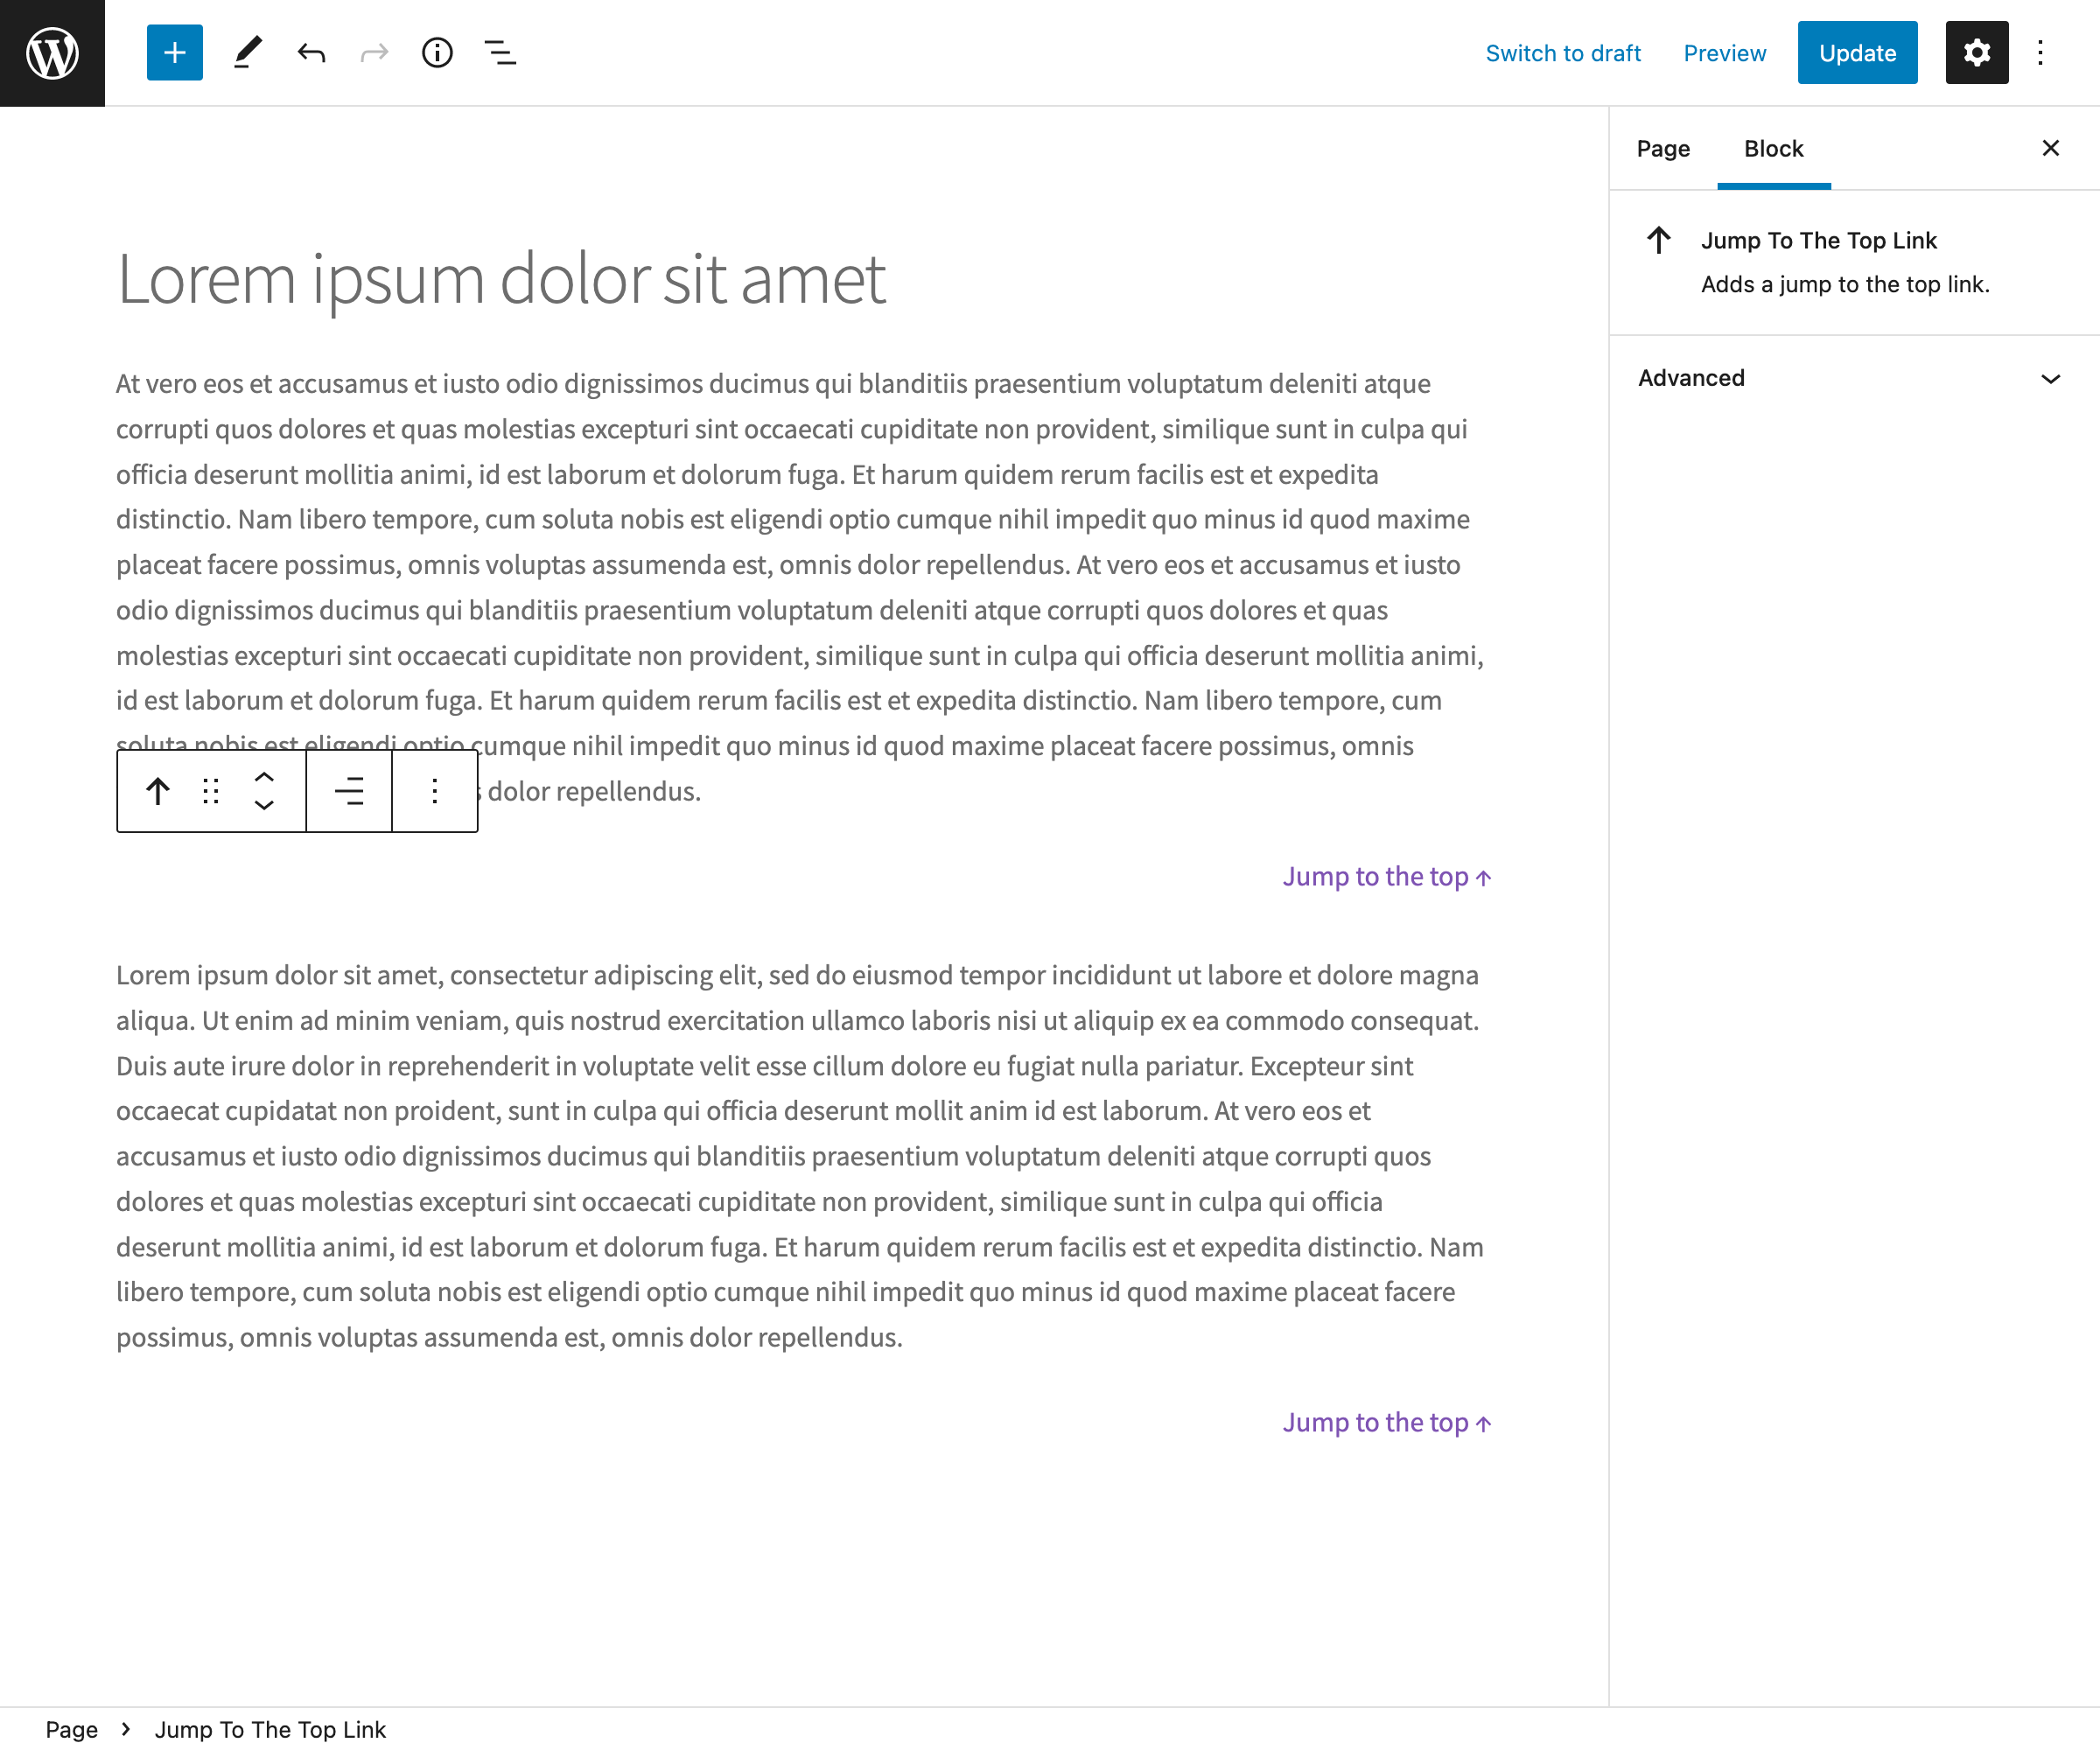 Switch to draft Preview Update
Page Block
Jump To The Top Link
Adds a jump to the top link.
Advanced
Lorem ipsum dolor sit amet
At vero eos et accusamus et iusto odio dignissimos ducimus qui blanditiis praesentium voluptatum deleniti atque
corrupti quos dolores et quas molestias excepturi sint occaecati cupiditate non provident, similique sunt in culpa qui
officia deserunt mollitia animi, id est laborum et dolorum fuga. Et harum quidem rerum facilis est et expedita
distinctio. Nam libero tempore, cum soluta nobis est eligendi optio cumque nihil impedit quo minus id quod maxime
placeat facere possimus, omnis voluptas assumenda est, omnis dolor repellendus. At vero eos et accusamus et iusto
odio dignissimos ducimus qui blanditiis praesentium voluptatum deleniti atque corrupti quos dolores et quas
molestias excepturi sint occaecati cupiditate non provident, similique sunt in culpa qui officia deserunt mollitia animi,
id est laborum et dolorum fuga. Et harum quidem rerum facilis est et expedita distinctio. Nam libero tempore, cum
soluta nobis est eligendi optio cumque nihil impedit quo minus id quod maxime placeat facere possimus, omnis
dolor repellendus.
Jump to the top ↑
Lorem ipsum dolor sit amet, consectetur adipiscing elit, sed do eiusmod tempor incididunt ut labore et dolore magna
aliqua. Ut enim ad minim veniam, quis nostrud exercitation ullamco laboris nisi ut aliquip ex ea commodo consequat.
Duis aute irure dolor in reprehenderit in voluptate velit esse cillum dolore eu fugiat nulla pariatur. Excepteur sint
occaecat cupidatat non proident, sunt in culpa qui officia deserunt mollit anim id est laborum. At vero eos et
accusamus et iusto odio dignissimos ducimus qui blanditiis praesentium voluptatum deleniti atque corrupti quos
dolores et quas molestias excepturi sint occaecati cupiditate non provident, similique sunt in culpa qui officia
deserunt mollitia animi, id est laborum et dolorum fuga. Et harum quidem rerum facilis est et expedita distinctio. Nam
libero tempore, cum soluta nobis est eligendi optio cumque nihil impedit quo minus id quod maxime placeat facere
possimus, omnis voluptas assumenda est, omnis dolor repellendus.
Jump to the top ↑
Page > Jump To The Top Link